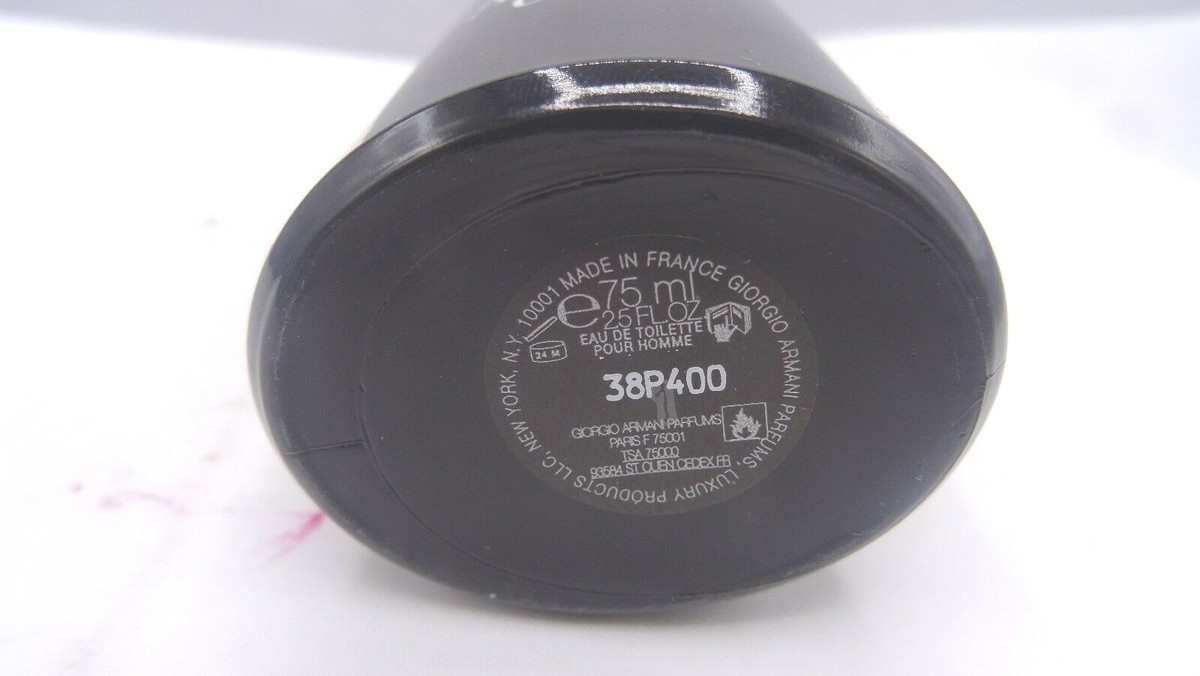 MADE IN FRANCE GIORGIO ARMANI PARFUMS, LUXURY PRODUCTS LLC, NEW YORK, N.Y. 10001
e 75 ml
2.5 FL.OZ
EAU DE TOILETTE
POUR HOMME
24 M
38P400
GIORGIO ARMANI PARFUMS
PARIS F 75001
TSA 75000
93584 ST OUEN CEDEX FR